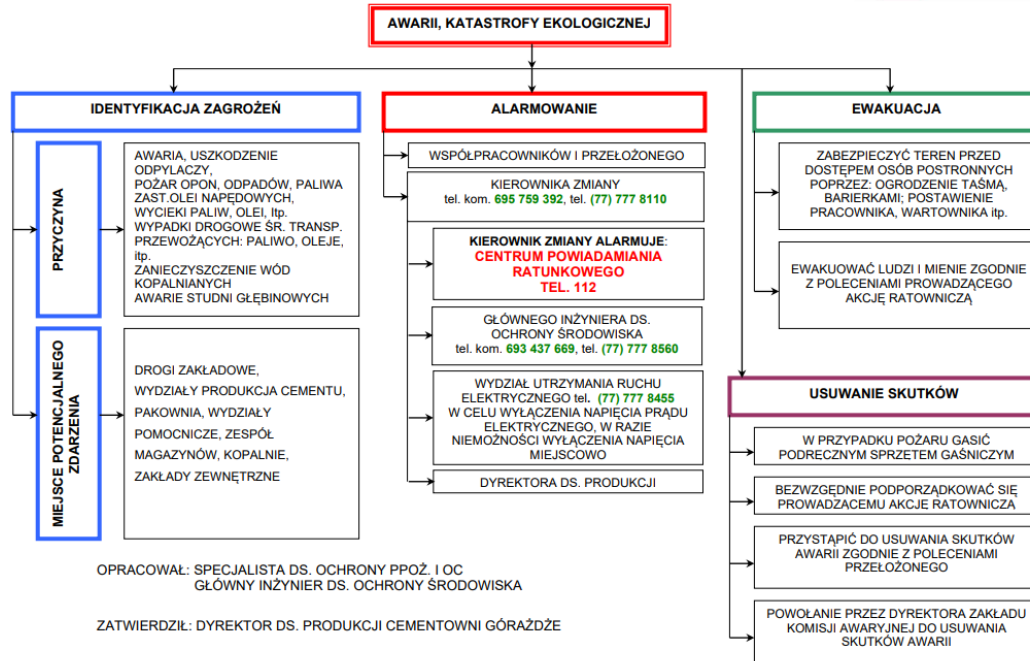 AWARII, KATASTROFY EKOLOGICZNEJ
IDENTYFIKACJA ZAGROŻEŃ
PRZYCZYNA
AWARIA, USZKODZENIE
ODPYLACZY,
POŻAR OPON, ODPADÓW, PALIWA
ZAST.OLEI NAPĘDOWYCH,
WYCIEKI PALIW, OLEI, Itp.
WYPADKI DROGOWE ŚR. TRANSP.
PRZEWOŻĄCYCH: PALIWO, OLEJE,
itp.
ZANIECZYSZCZENIE WÓD
KOPALNIANYCH
AWARIE STUDNI GŁĘBINOWYCH
MIEJSCE POTENCJALNEGO
ZDARZENIA
DROGI ZAKŁADOWE,
WYDZIAŁY PRODUKCJA CEMENTU,
PAKOWNIA, WYDZIAŁY
POMOCNICZE, ZESPÓŁ
MAGAZYNÓW, KOPALNIE,
ZAKŁADY ZEWNĘTRZNE
ALARMOWANIE
WSPÓŁPRACOWNIKÓW I PRZEŁOŻONEGO
KIEROWNIKA ZMIANY
tel. kom. 695 759 392, tel. (77) 777 8110
KIEROWNIK ZMIANY ALARMUJE:
CENTRUM POWIADAMIANIA
RATUNKOWEGO
TEL. 112
GŁÓWNEGO INŻYNIERA DS.
OCHRONY ŚRODOWISKA
tel. kom. 693 437 669, tel. (77) 777 8560
WYDZIAŁ UTRZYMANIA RUCHU
ELEKTRYCZNEGO tel. (77) 777 8455
W CELU WYŁĄCZENIA NAPIĘCIA PRĄDU
ELEKTRYCZNEGO, W RAZIE
NIEMOŻNOŚCI WYŁĄCZENIA NAPIĘCIA
MIEJSCOWO
DYREKTORA DS. PRODUKCJI
EWAKUACJA
ZABEZPIECZYĆ TEREN PRZED
DOSTĘPEM OSÓB POSTRONNYCH
POPRZEZ: OGRODZENIE TAŚMĄ,
BARIERKAMI; POSTAWIENIE
PRACOWNIKA, WARTOWNIKA itp.
EWAKUOWAĆ LUDZI I MIENIE ZGODNIE
Z POLECENIAMI PROWADZĄCEGO
AKCJĘ RATOWNICZĄ
USUWANIE SKUTKÓW
W PRZYPADKU POŻARU GASIĆ
PODRĘCZNYM SPRZĘTEM GAŚNICZYM
BEZWZGLĘDNIE PODPORZĄDKOWAĆ SIĘ
PROWADZĄCEMU AKCJĘ RATOWNICZĄ
PRZYSTĄPIĆ DO USUWANIA SKUTKÓW
AWARII ZGODNIE Z POLECENIAMI
PRZEŁOŻONEGO
POWOŁANIE PRZEZ DYREKTORA ZAKŁADU
KOMISJI AWARYJNEJ DO USUWANIA
SKUTKÓW AWARII
OPRACOWAŁ: SPECJALISTA DS. OCHRONY PPOŻ. I OC
GŁÓWNY INŻYNIER DS. OCHRONY ŚRODOWISKA
ZATWIERDZIŁ: DYREKTOR DS. PRODUKCJI CEMENTOWNI GÓRAŻDŻE